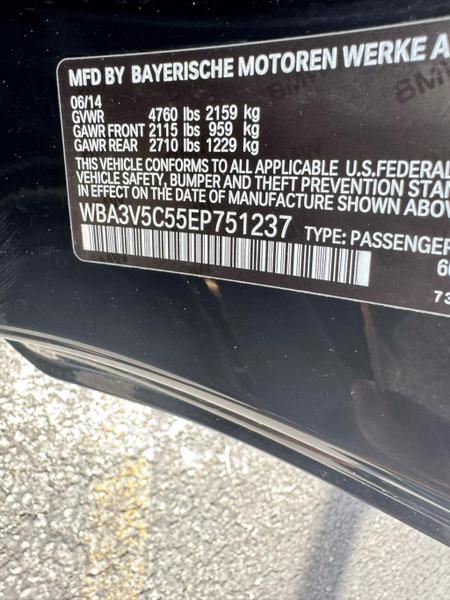 MFD BY BAYERISCHE MOTOREN WERKE A
06/14
GVWR 4760 lbs 2159 kg
GAWR FRONT 2115 lbs 959 kg
GAWR REAR 2710 lbs 1229 kg
THIS VEHICLE CONFORMS TO ALL APPLICABLE U.S.FEDERAL
VEHICLE SAFETY, BUMPER AND THEFT PREVENTION STAN
IN EFFECT ON THE DATE OF MANUFACTURE SHOWN ABOV
WBA3V5C55EP751237 TYPE: PASSENGER
60
73